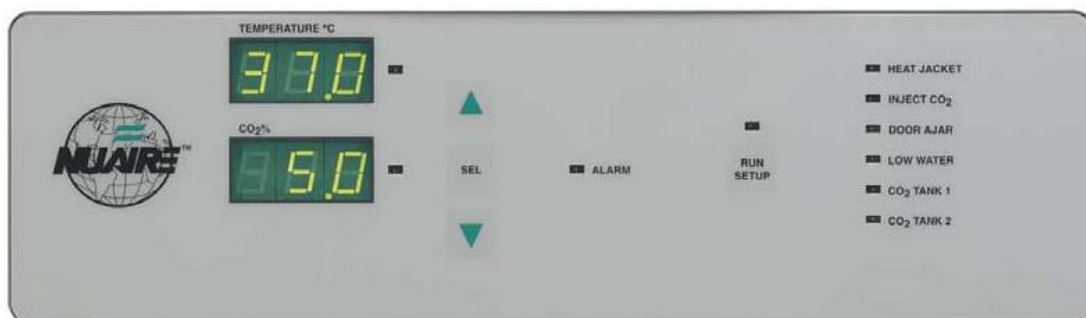 TEMPERATURE °C
37.0
CO₂%
5.0
NUAIRE™
SEL
ALARM
RUN
SETUP
HEAT JACKET
INJECT CO₂
DOOR AJAR
LOW WATER
CO₂ TANK 1
CO₂ TANK 2